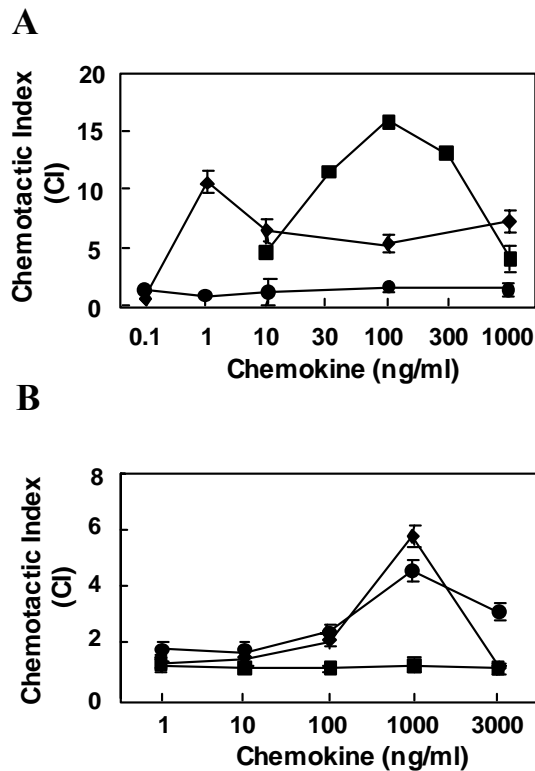 A
Chemotactic Index
(CI)
20
15
10
5
0
0.1 1 10 30 100 300 1000
Chemokine (ng/ml)
B
Chemotactic Index
(CI)
8
6
4
2
0
1 10 100 1000 3000
Chemokine (ng/ml)